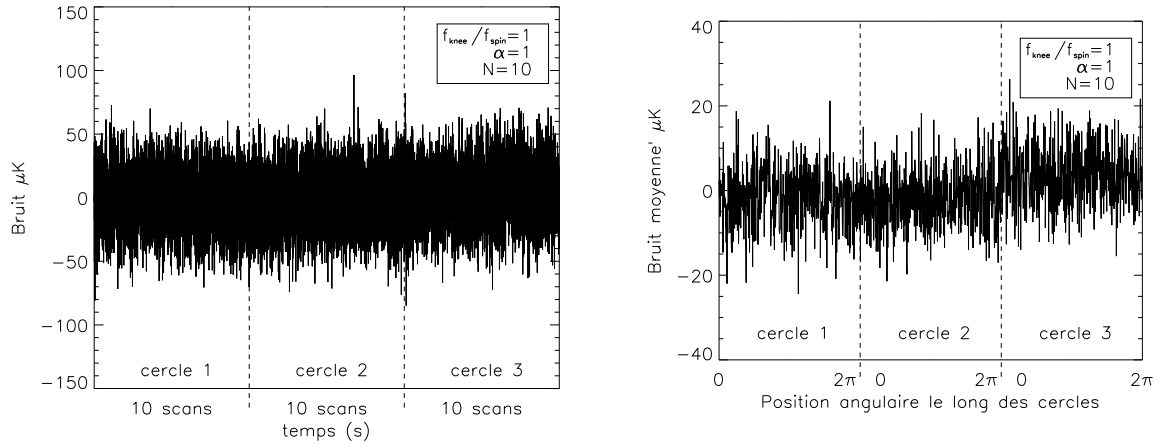 150
100
50
0
−50
−100
−150
Bruit μK
f_knee /f_spin=1
α=1
N=10
cercle 1
cercle 2
cercle 3
10 scans
10 scans
10 scans
temps (s)
40
20
0
−20
−40
Bruit moyenne' μK
f_knee /f_spin=1
α=1
N=10
cercle 1
cercle 2
cercle 3
0 2π 0 2π 0 2π
Position angulaire le long des cercles